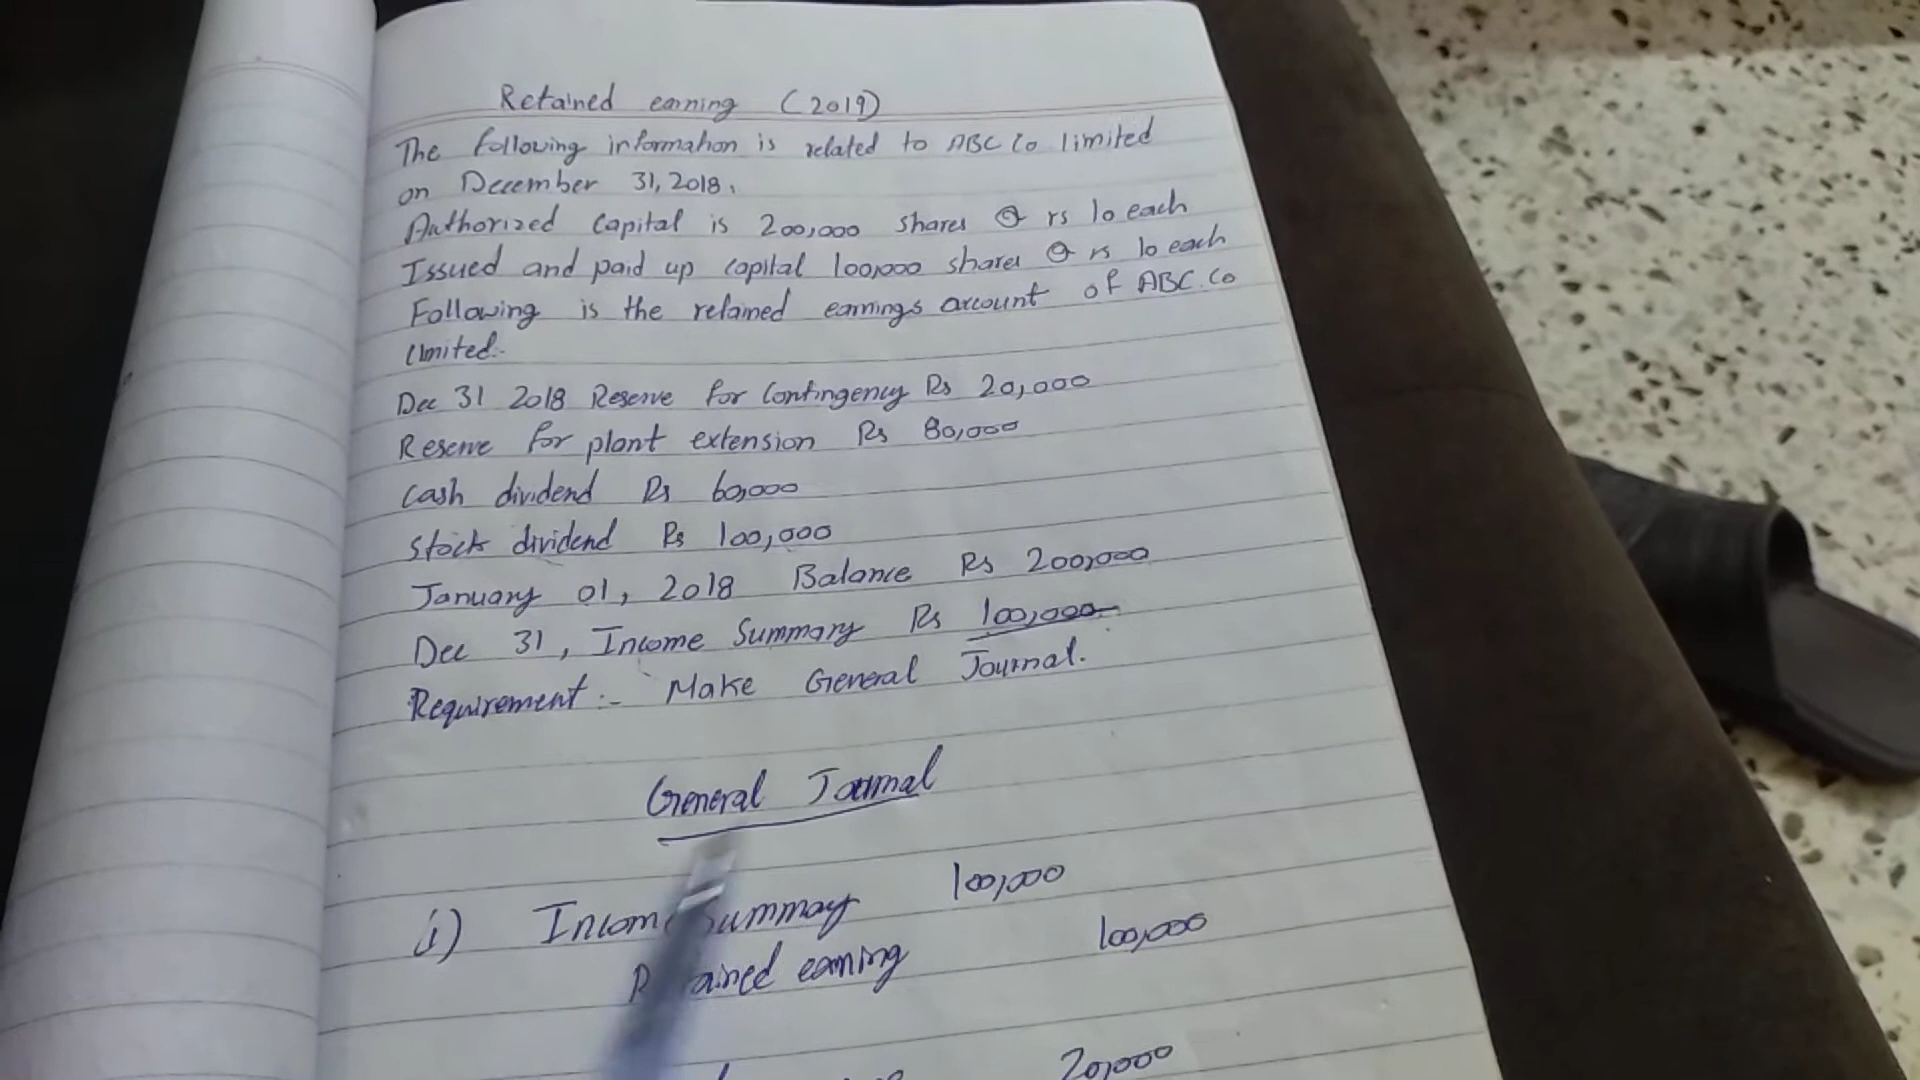 Retained earning (2019)
The following information is related to ABC Co limited
on December 31, 2018,
Authorized Capital is 200,000 shares @ rs 10 each
Issued and paid up capital 100,000 shares @ rs 10 each
Following is the retained earnings account of ABC. Co
limited:-
Dec 31 2018 Reserve for Contingency Rs 20,000
Reserve for plant extension Rs 80,000
Cash dividend Rs 60,000
Stock dividend Rs 100,000
January 01, 2018 Balance Rs 200,000
Dec 31, Income Summary Rs 100,000
Requirement:- Make General Journal.
General Journal
i) Income Summary 100,000
Retained earning 100,000
20,000